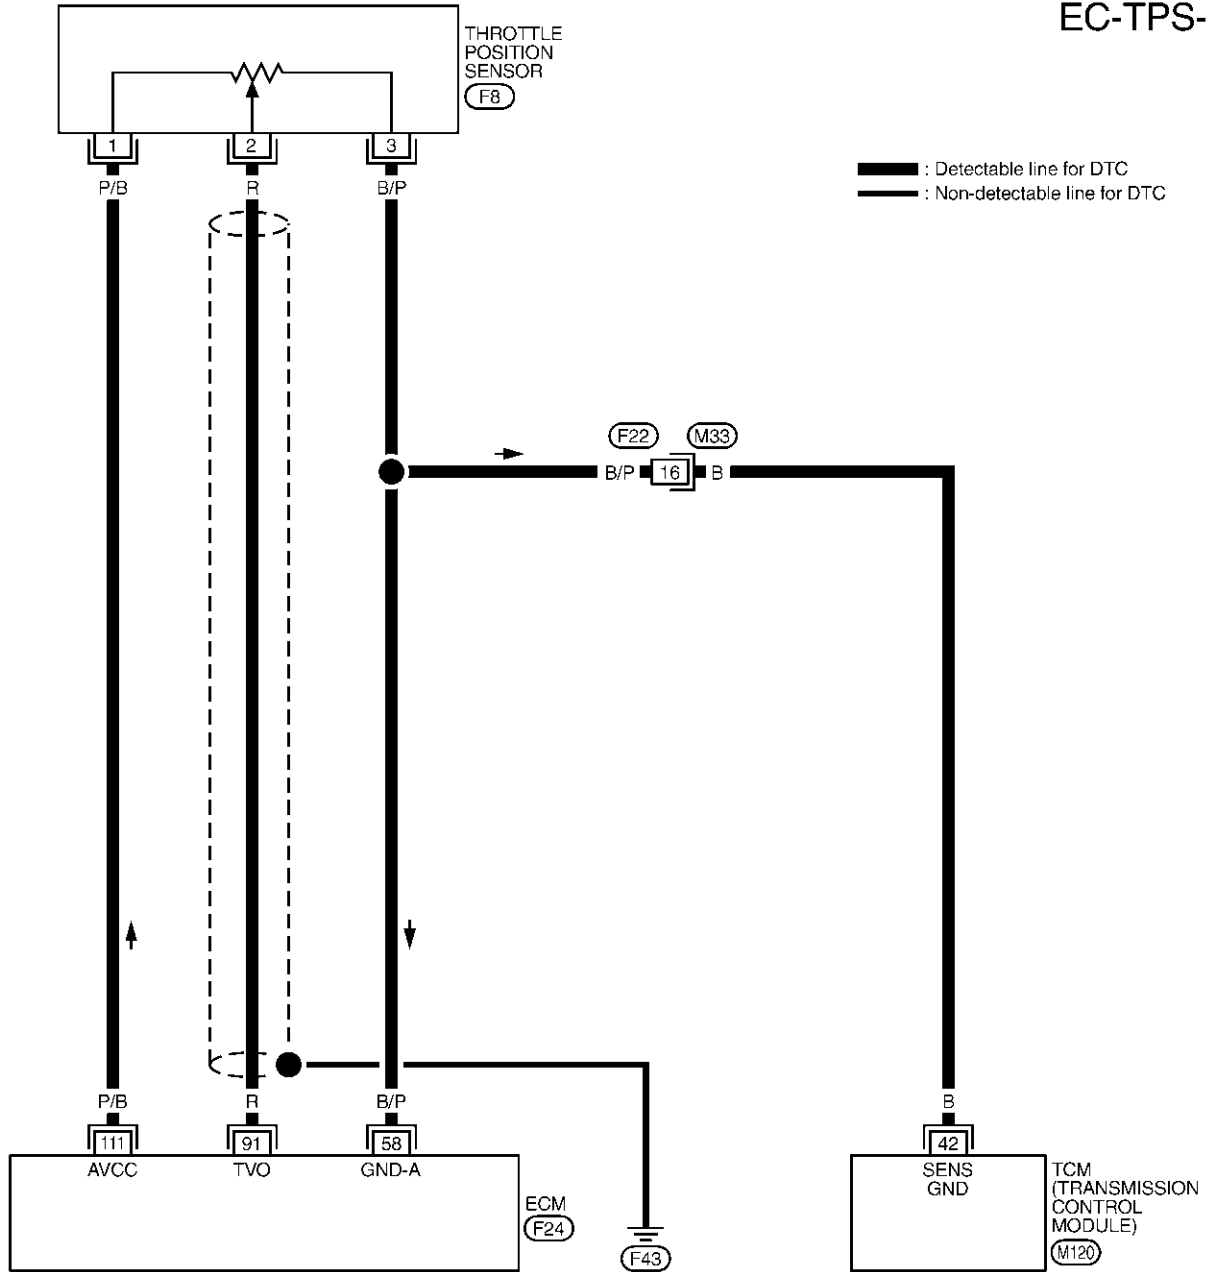 EC-TPS-
THROTTLE
POSITION
SENSOR
F8
1 2 3
P/B R B/P
: Detectable line for DTC
: Non-detectable line for DTC
F22 M33
B/P 16 B
P/B R B/P B
111 91 58 42
AVCC TVO GND-A
SENS
GND
TCM
(TRANSMISSION
CONTROL
MODULE)
M120
ECM
F24
F43